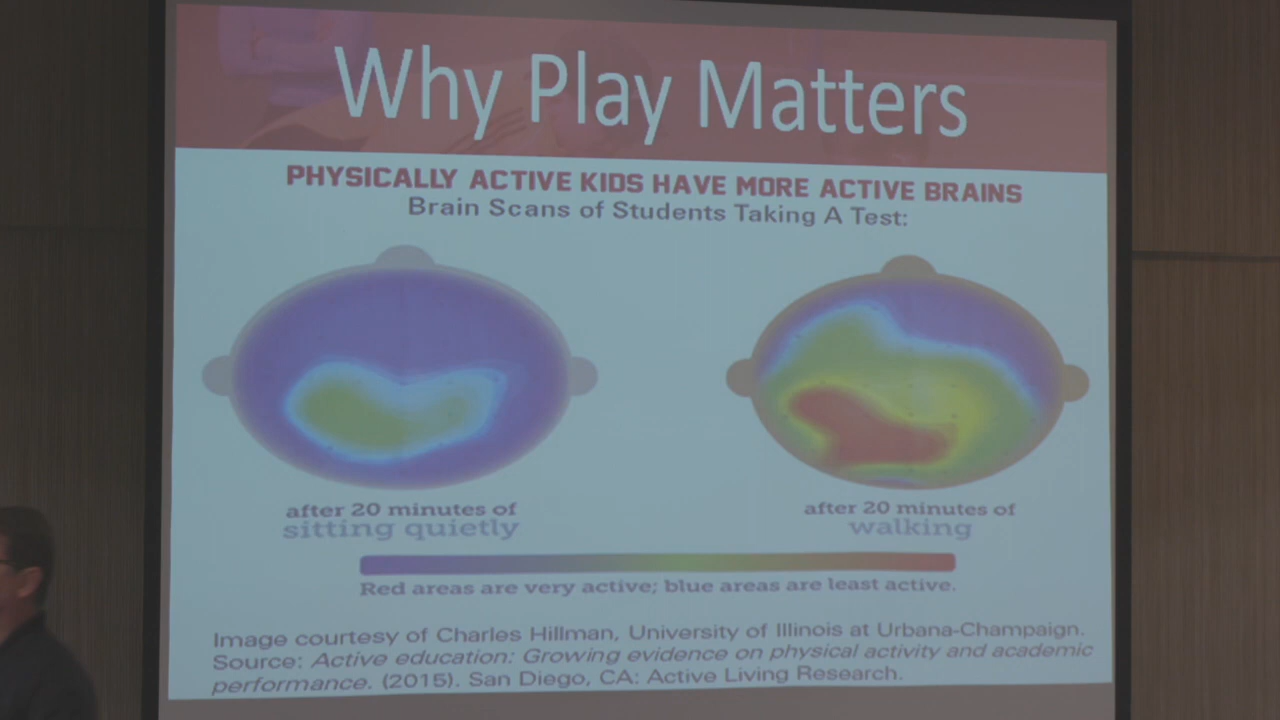 Why Play Matters
PHYSICALLY ACTIVE KIDS HAVE MORE ACTIVE BRAINS
Brain Scans of Students Taking A Test:
after 20 minutes of
sitting quietly
after 20 minutes of
walking
Red areas are very active; blue areas are least active.
Image courtesy of Charles Hillman, University of Illinois at Urbana-Champaign.
Source: Active education: Growing evidence on physical activity and academic
performance. (2015). San Diego, CA: Active Living Research.